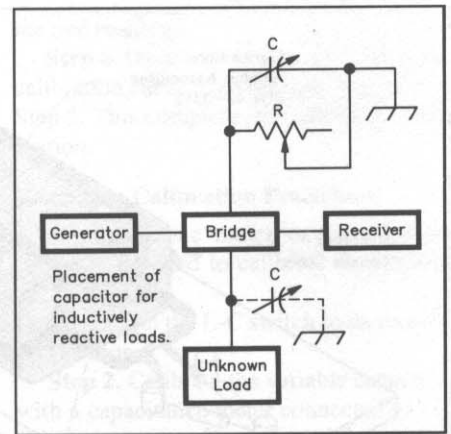 C
R
Generator
Bridge
Receiver
Placement of
capacitor for
inductively
reactive loads.
C
Unknown
Load